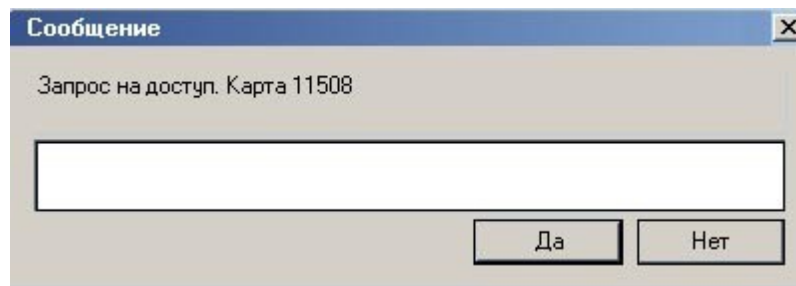 Сообщение
Запрос на доступ. Карта 11508
Да
Нет